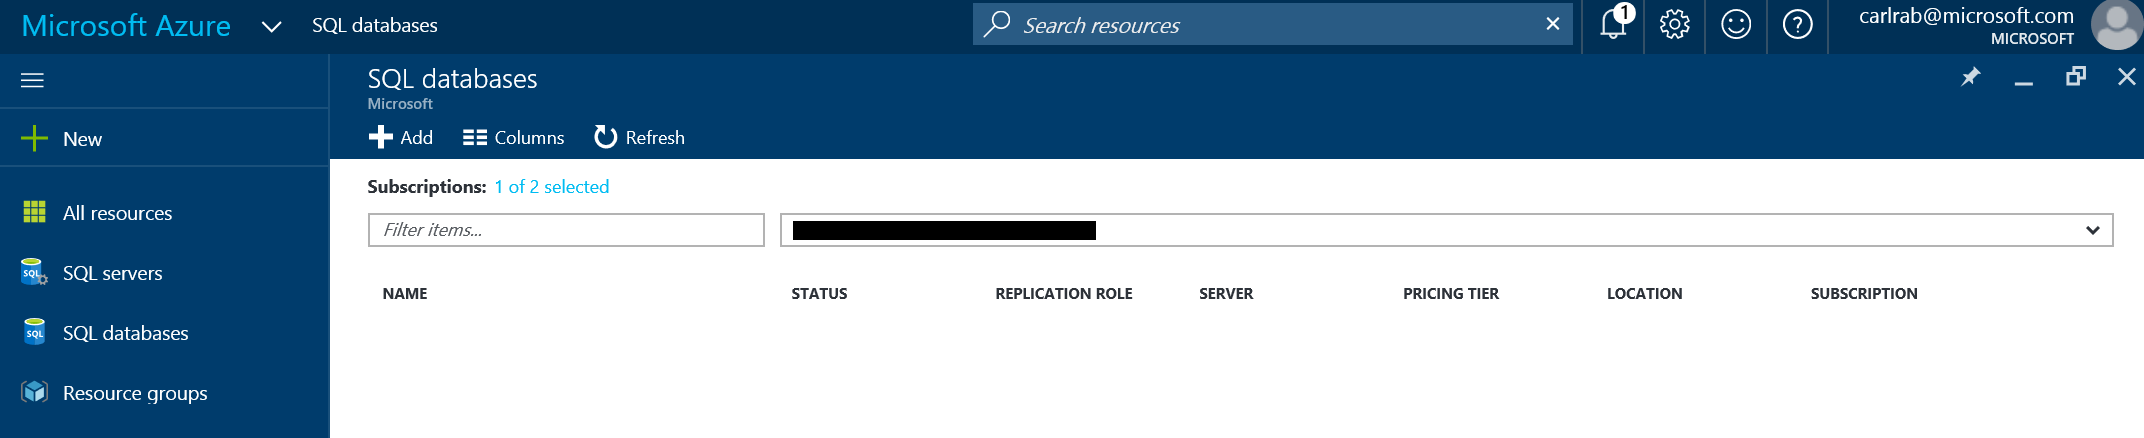 Microsoft Azure SQL databases Search resources 1 carlrab@microsoft.com
MICROSOFT
SQL databases
Microsoft
Add Columns Refresh
New
Subscriptions: 1 of 2 selected
Filter items...
All resources
SQL servers
SQL databases
Resource groups
NAME STATUS REPLICATION ROLE SERVER PRICING TIER LOCATION SUBSCRIPTION